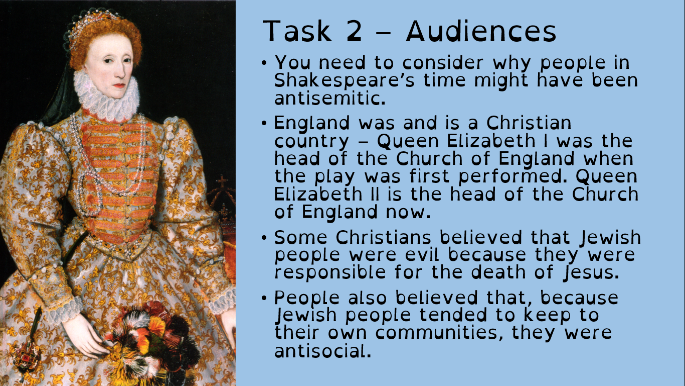 Task 2 – Audiences
• You need to consider why people in
Shakespeare's time might have been
antisemitic.
• England was and is a Christian
country – Queen Elizabeth I was the
head of the Church of England when
the play was first performed. Queen
Elizabeth II is the head of the Church
of England now.
• Some Christians believed that Jewish
people were evil because they were
responsible for the death of Jesus.
• People also believed that, because
Jewish people tended to keep to
their own communities, they were
antisocial.